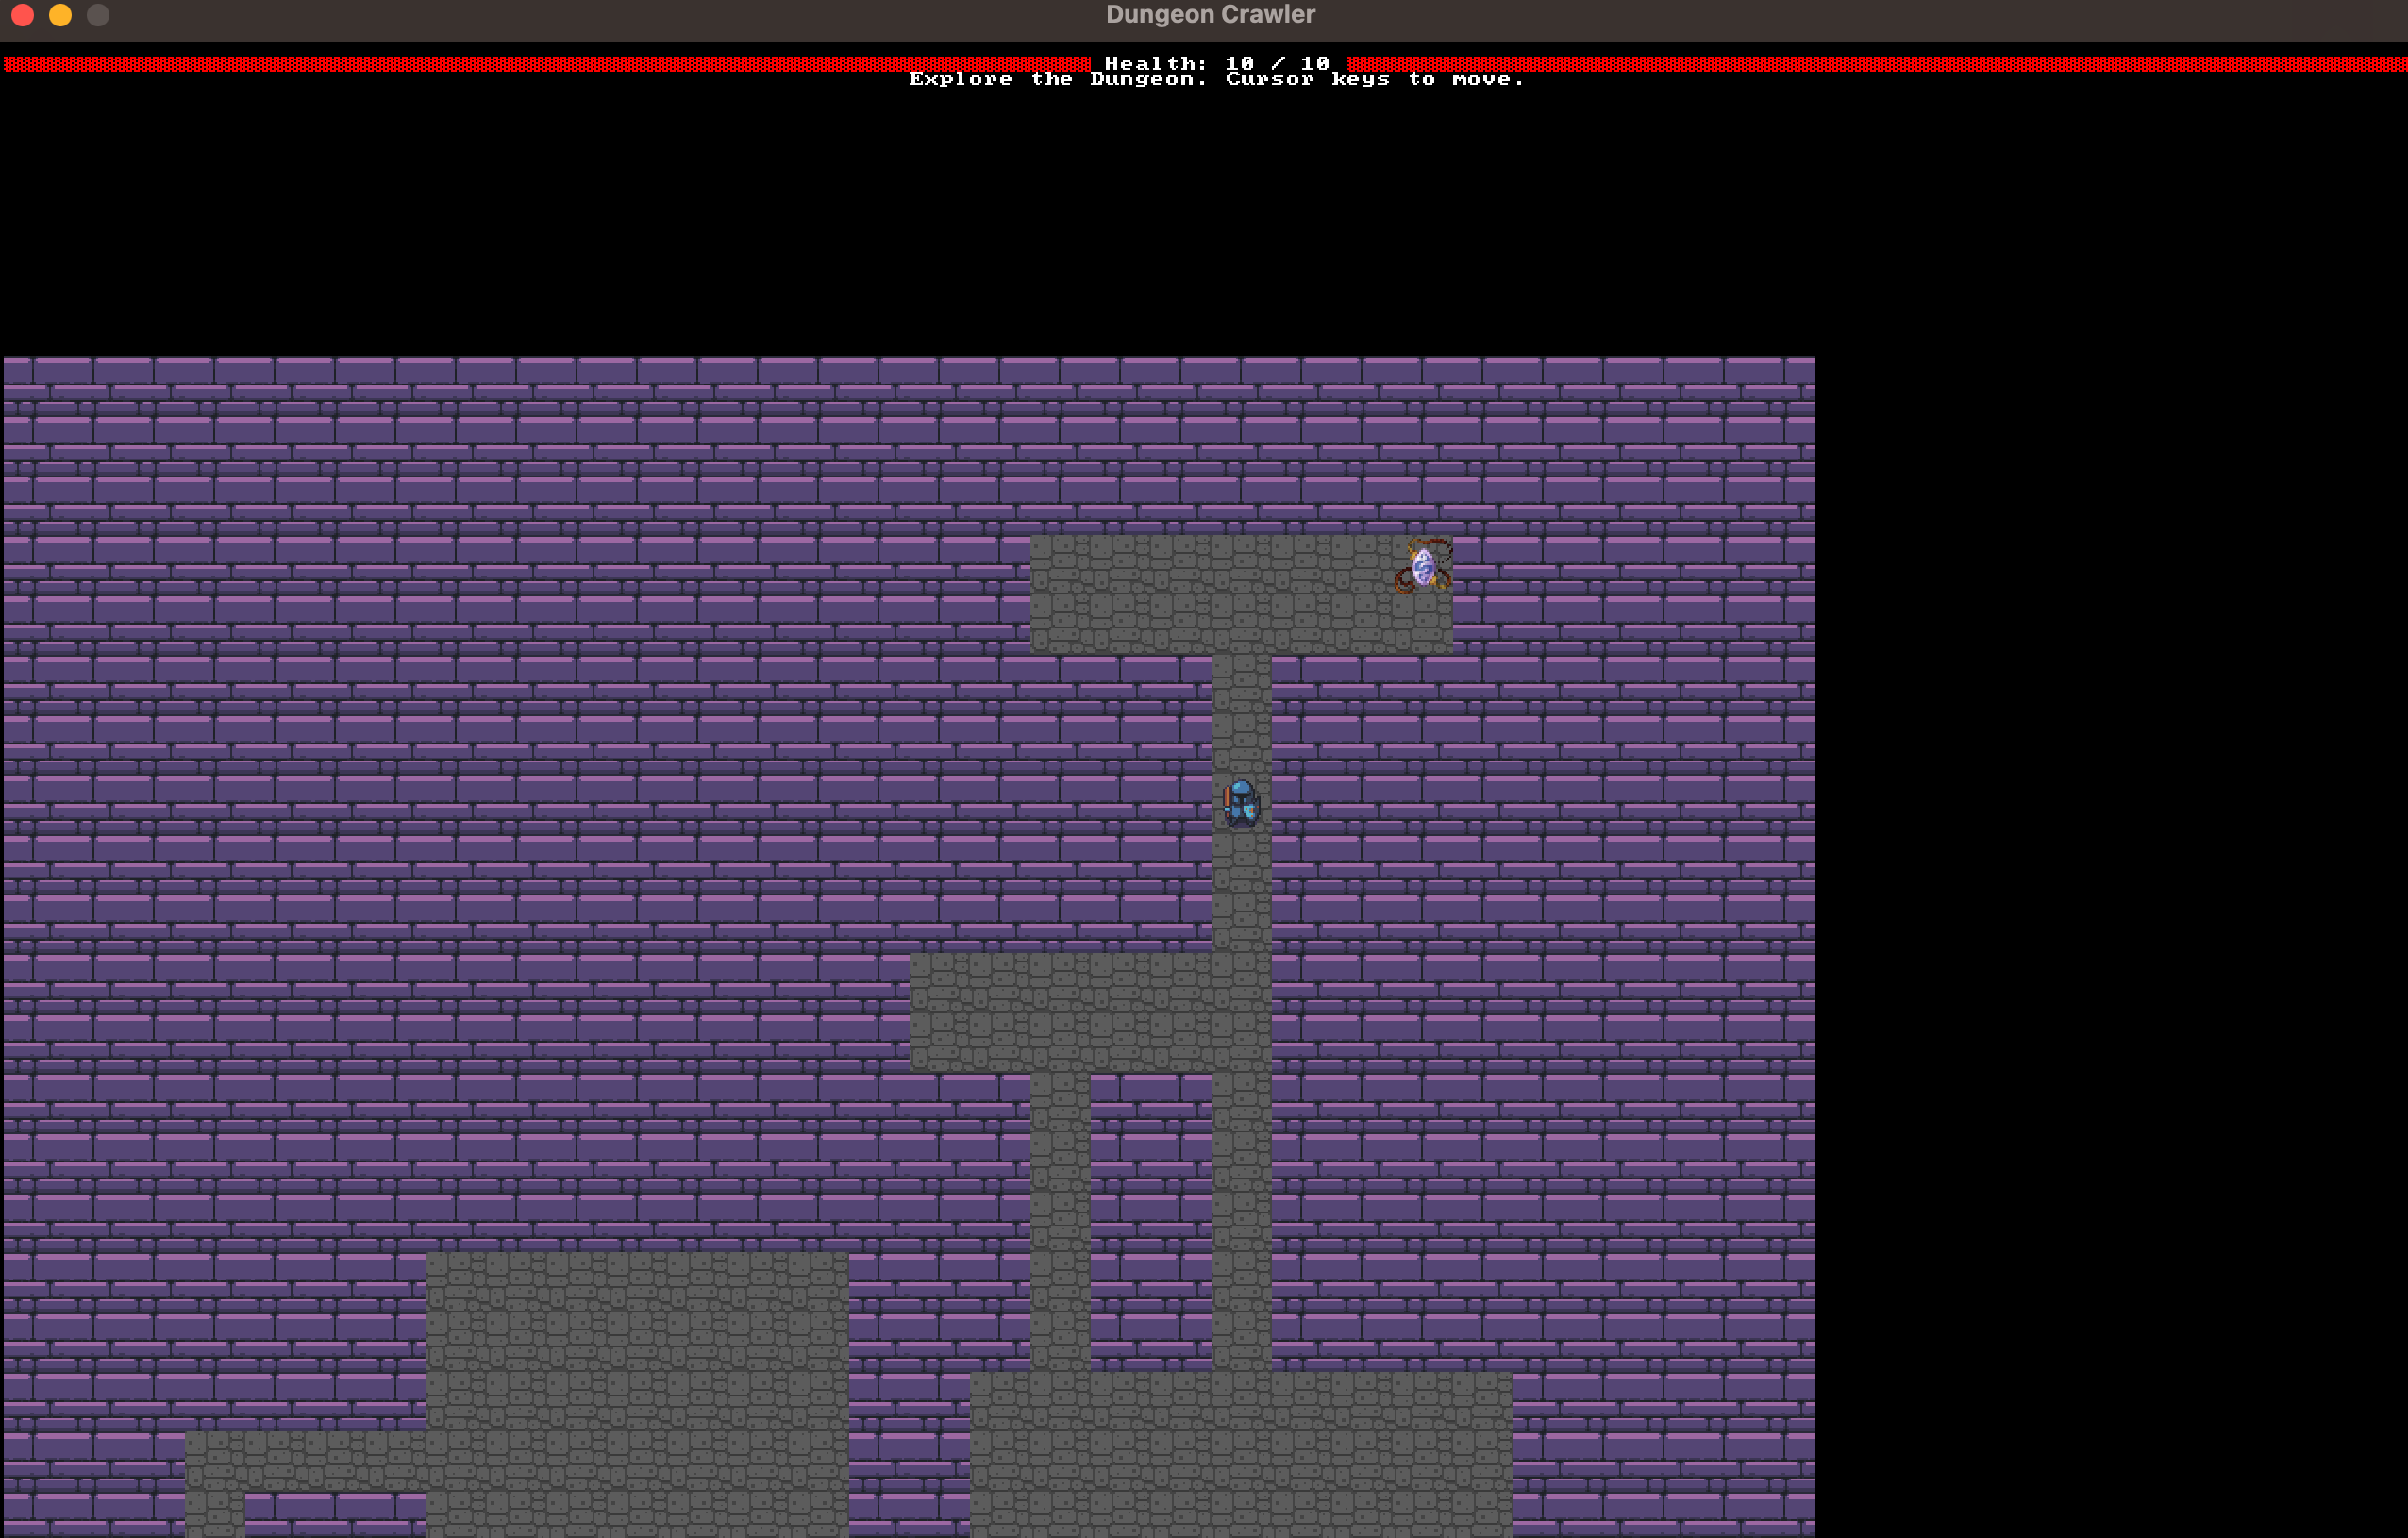 Dungeon Crawler
Health: 10 / 10
Explore the Dungeon. Cursor keys to move.